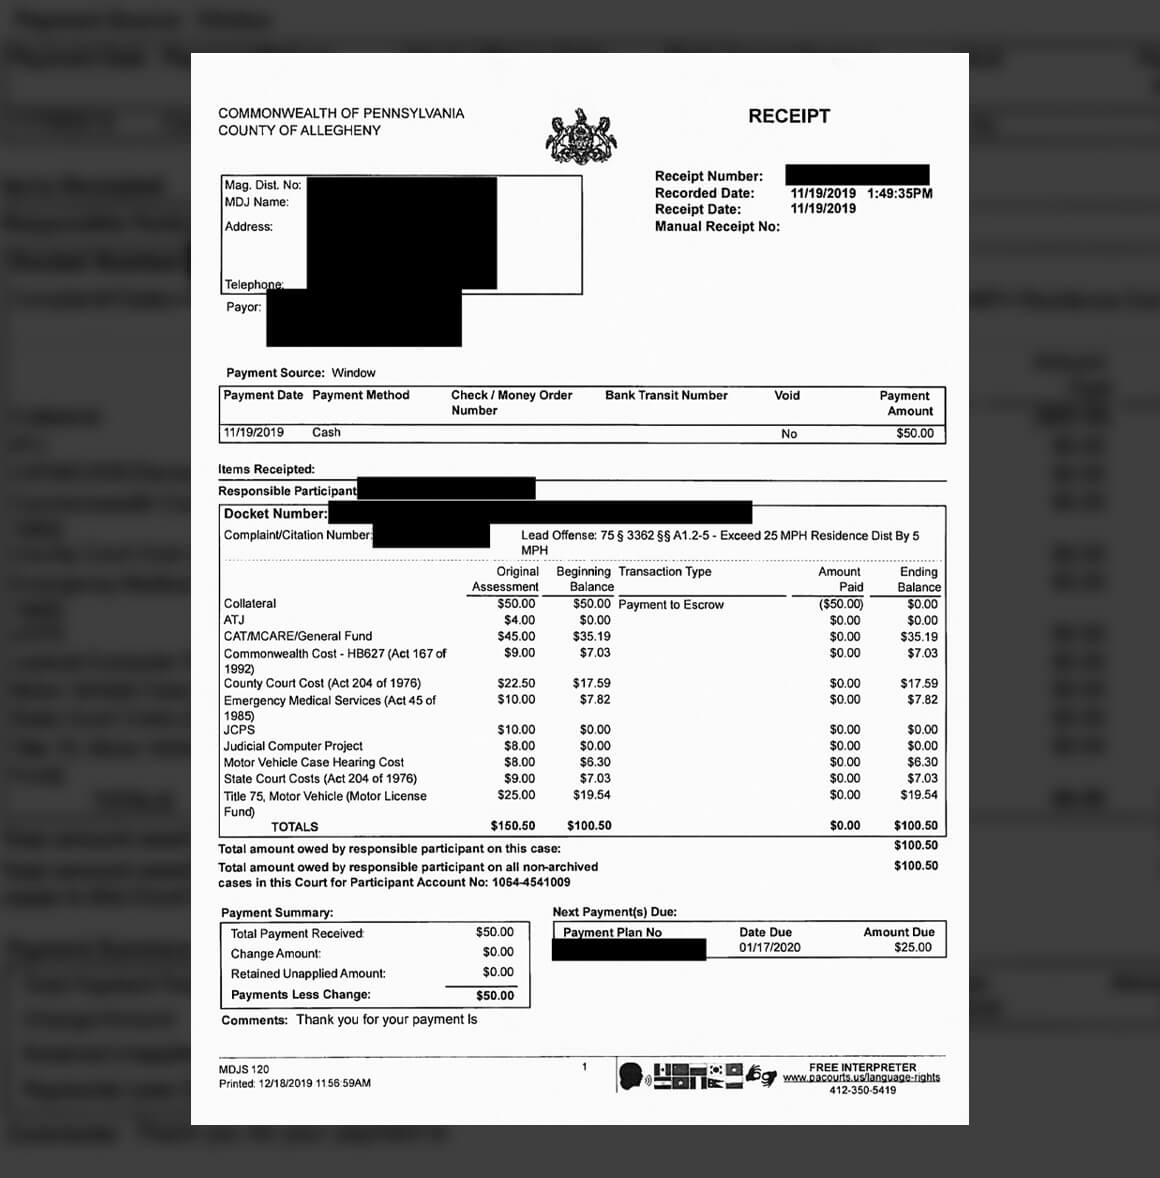 COMMONWEALTH OF PENNSYLVANIA
COUNTY OF ALLEGHENY
RECEIPT
Mag. Dist. No:
MDJ Name:
Address:
Telephone:
Payor:
Receipt Number:
Recorded Date: 11/19/2019 1:49:35PM
Receipt Date: 11/19/2019
Manual Receipt No:
Payment Source: Window
Payment Date Payment Method Check / Money Order Number Bank Transit Number Void Payment Amount
11/19/2019 Cash No $50.00
Items Receipted:
Responsible Participant
Docket Number:
Complaint/Citation Number: Lead Offense: 75 § 3362 §§ A1.2-5 - Exceed 25 MPH Residence Dist By 5
MPH
Original Assessment Beginning Balance Transaction Type Amount Paid Ending Balance
Collateral $50.00 $50.00 Payment to Escrow ($50.00) $0.00
ATJ $4.00 $0.00 $0.00 $0.00
CAT/MCARE/General Fund $45.00 $35.19 $0.00 $35.19
Commonwealth Cost - HB627 (Act 167 of $9.00 $7.03 $0.00 $7.03
1992)
County Court Cost (Act 204 of 1976) $22.50 $17.59 $0.00 $17.59
Emergency Medical Services (Act 45 of $10.00 $7.82 $0.00 $7.82
1985)
JCPS $10.00 $0.00 $0.00 $0.00
Judicial Computer Project $8.00 $0.00 $0.00 $0.00
Motor Vehicle Case Hearing Cost $8.00 $6.30 $0.00 $6.30
State Court Costs (Act 204 of 1976) $9.00 $7.03 $0.00 $7.03
Title 75, Motor Vehicle (Motor License $25.00 $19.54 $0.00 $19.54
Fund)
TOTALS $150.50 $100.50 $0.00 $100.50
Total amount owed by responsible participant on this case: $100.50
Total amount owed by responsible participant on all non-archived $100.50
cases in this Court for Participant Account No: 1064-4541009
Payment Summary:
Total Payment Received: $50.00
Change Amount: $0.00
Retained Unapplied Amount: $0.00
Payments Less Change: $50.00
Next Payment(s) Due:
Payment Plan No Date Due Amount Due
01/17/2020 $25.00
Comments: Thank you for your payment ls
MDJS 120 1
Printed: 12/18/2019 11:56:59AM
FREE INTERPRETER
www.pacourts.us/language-rights
412-350-5419